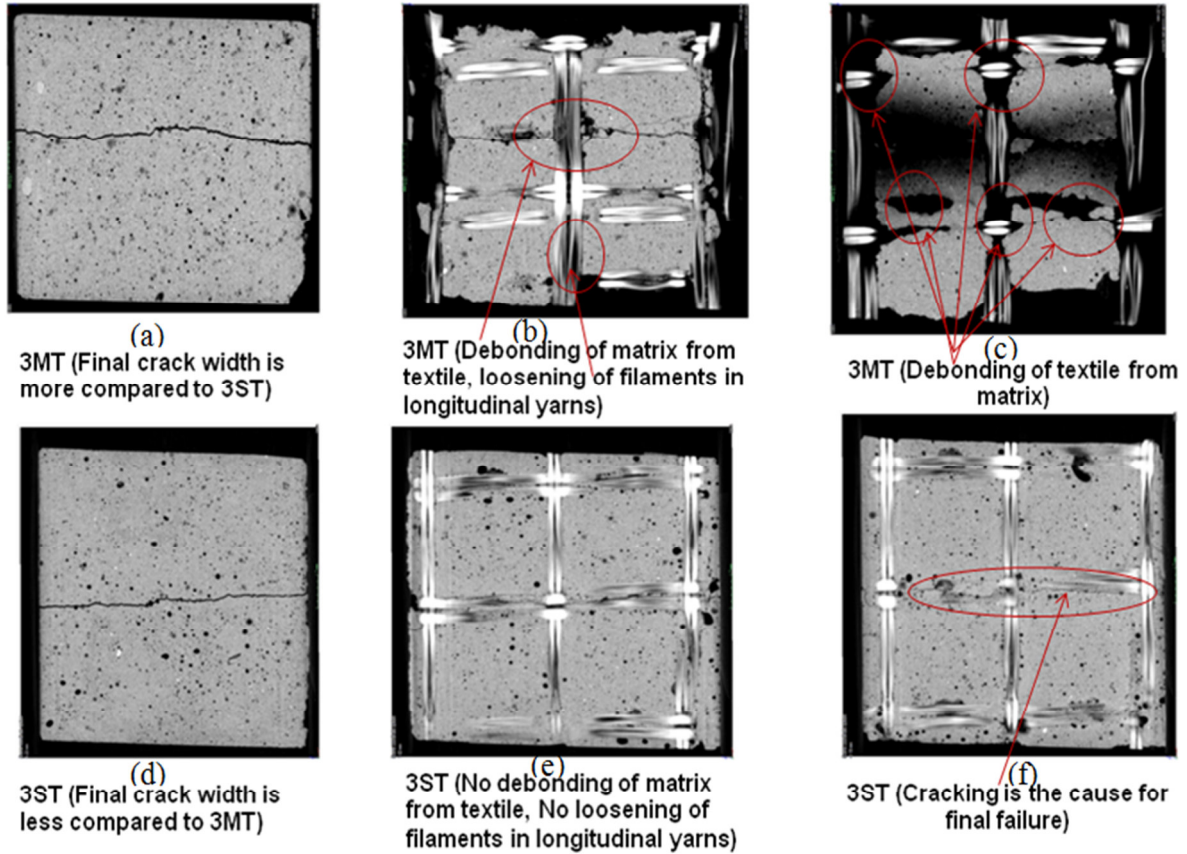 (a)
3MT (Final crack width is
more compared to 3ST)
(b)
3MT (Debonding of matrix from
textile, loosening of filaments in
longitudinal yarns)
(c)
3MT (Debonding of textile from
matrix)
(d)
3ST (Final crack width is
less compared to 3MT)
(e)
3ST (No debonding of matrix
from textile, No loosening of
filaments in longitudinal yarns)
(f)
3ST (Cracking is the cause for
final failure)